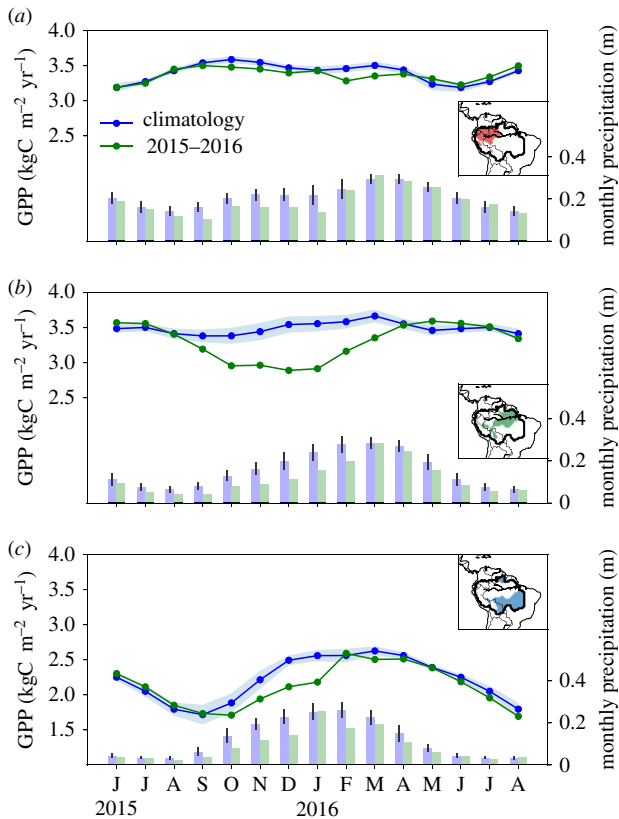 (a)
4.0
3.5
3.0
2.5
GPP (kgC m⁻² yr⁻¹)
climatology
2015–2016
0.4
0.2
0
monthly precipitation (m)
(b)
4.0
3.5
3.0
2.5
GPP (kgC m⁻² yr⁻¹)
0.4
0.2
0
monthly precipitation (m)
(c)
4.0
3.5
3.0
2.5
2.0
1.5
GPP (kgC m⁻² yr⁻¹)
0.4
0.2
0
monthly precipitation (m)
J J A S O N D J F M A M J J A
2015 2016